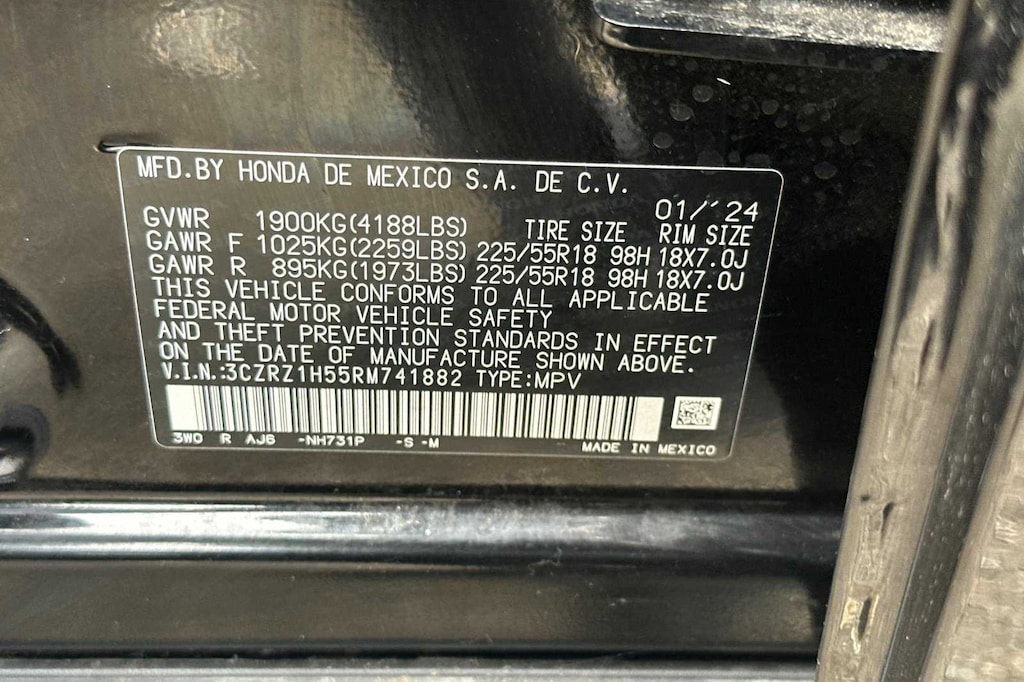 MFD.BY HONDA DE MEXICO S.A. DE C.V.
01/'24
GVWR 1900KG(4188LBS) TIRE SIZE RIM SIZE
GAWR F 1025KG(2259LBS) 225/55R18 98H 18X7.0J
GAWR R 895KG(1973LBS) 225/55R18 98H 18X7.0J
THIS VEHICLE CONFORMS TO ALL APPLICABLE
FEDERAL MOTOR VEHICLE SAFETY
AND THEFT PREVENTION STANDARDS IN EFFECT
ON THE DATE OF MANUFACTURE SHOWN ABOVE.
V.I.N.:3CZRZ1H55RM741882 TYPE:MPV
3W0 R AJ6 -NH731P -S -M
MADE IN MEXICO